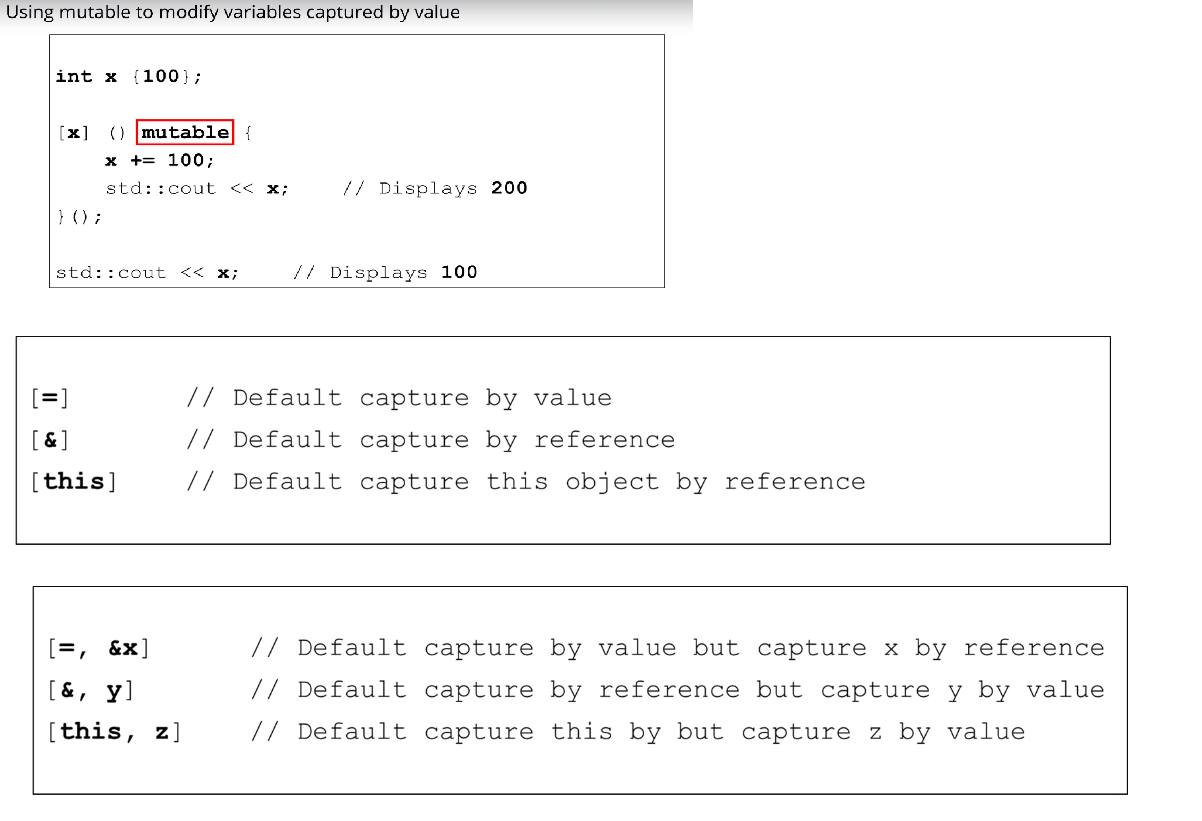 Using mutable to modify variables captured by value
int x {100};
[x] () mutable {
x += 100;
std::cout << x; // Displays 200
}();
std::cout << x; // Displays 100
[=] // Default capture by value
[&] // Default capture by reference
[this] // Default capture this object by reference
[=, &x] // Default capture by value but capture x by reference
[&, y] // Default capture by reference but capture y by value
[this, z] // Default capture this by but capture z by value